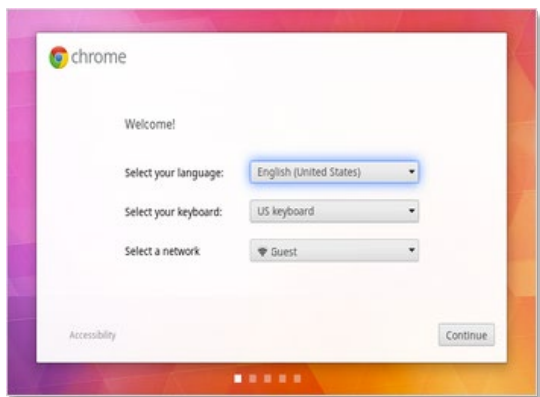 chrome
Welcome!
Select your language: English (United States)
Select your keyboard: US keyboard
Select a network Guest
Accessibility Continue